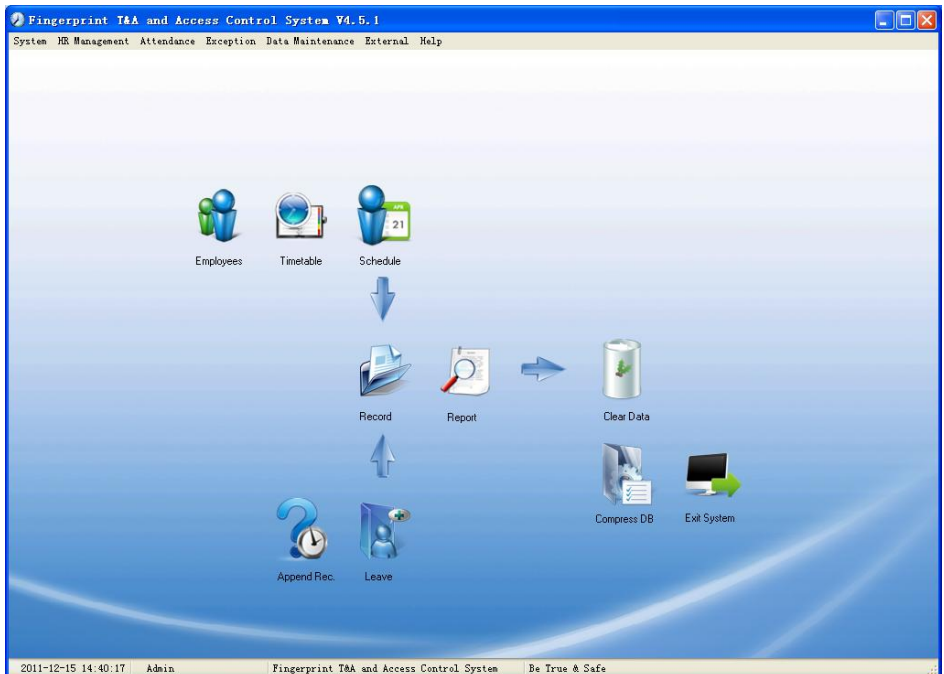 Fingerprint T&A and Access Control System V4.5.1
System HR Management Attendance Exception Data Maintenance External Help
APR
21
Employees Timetable Schedule
Record Report Clear Data
Compress DB Exit System
Append Rec. Leave
2011-12-15 14:40:17 Admin Fingerprint T&A and Access Control System Be True & Safe